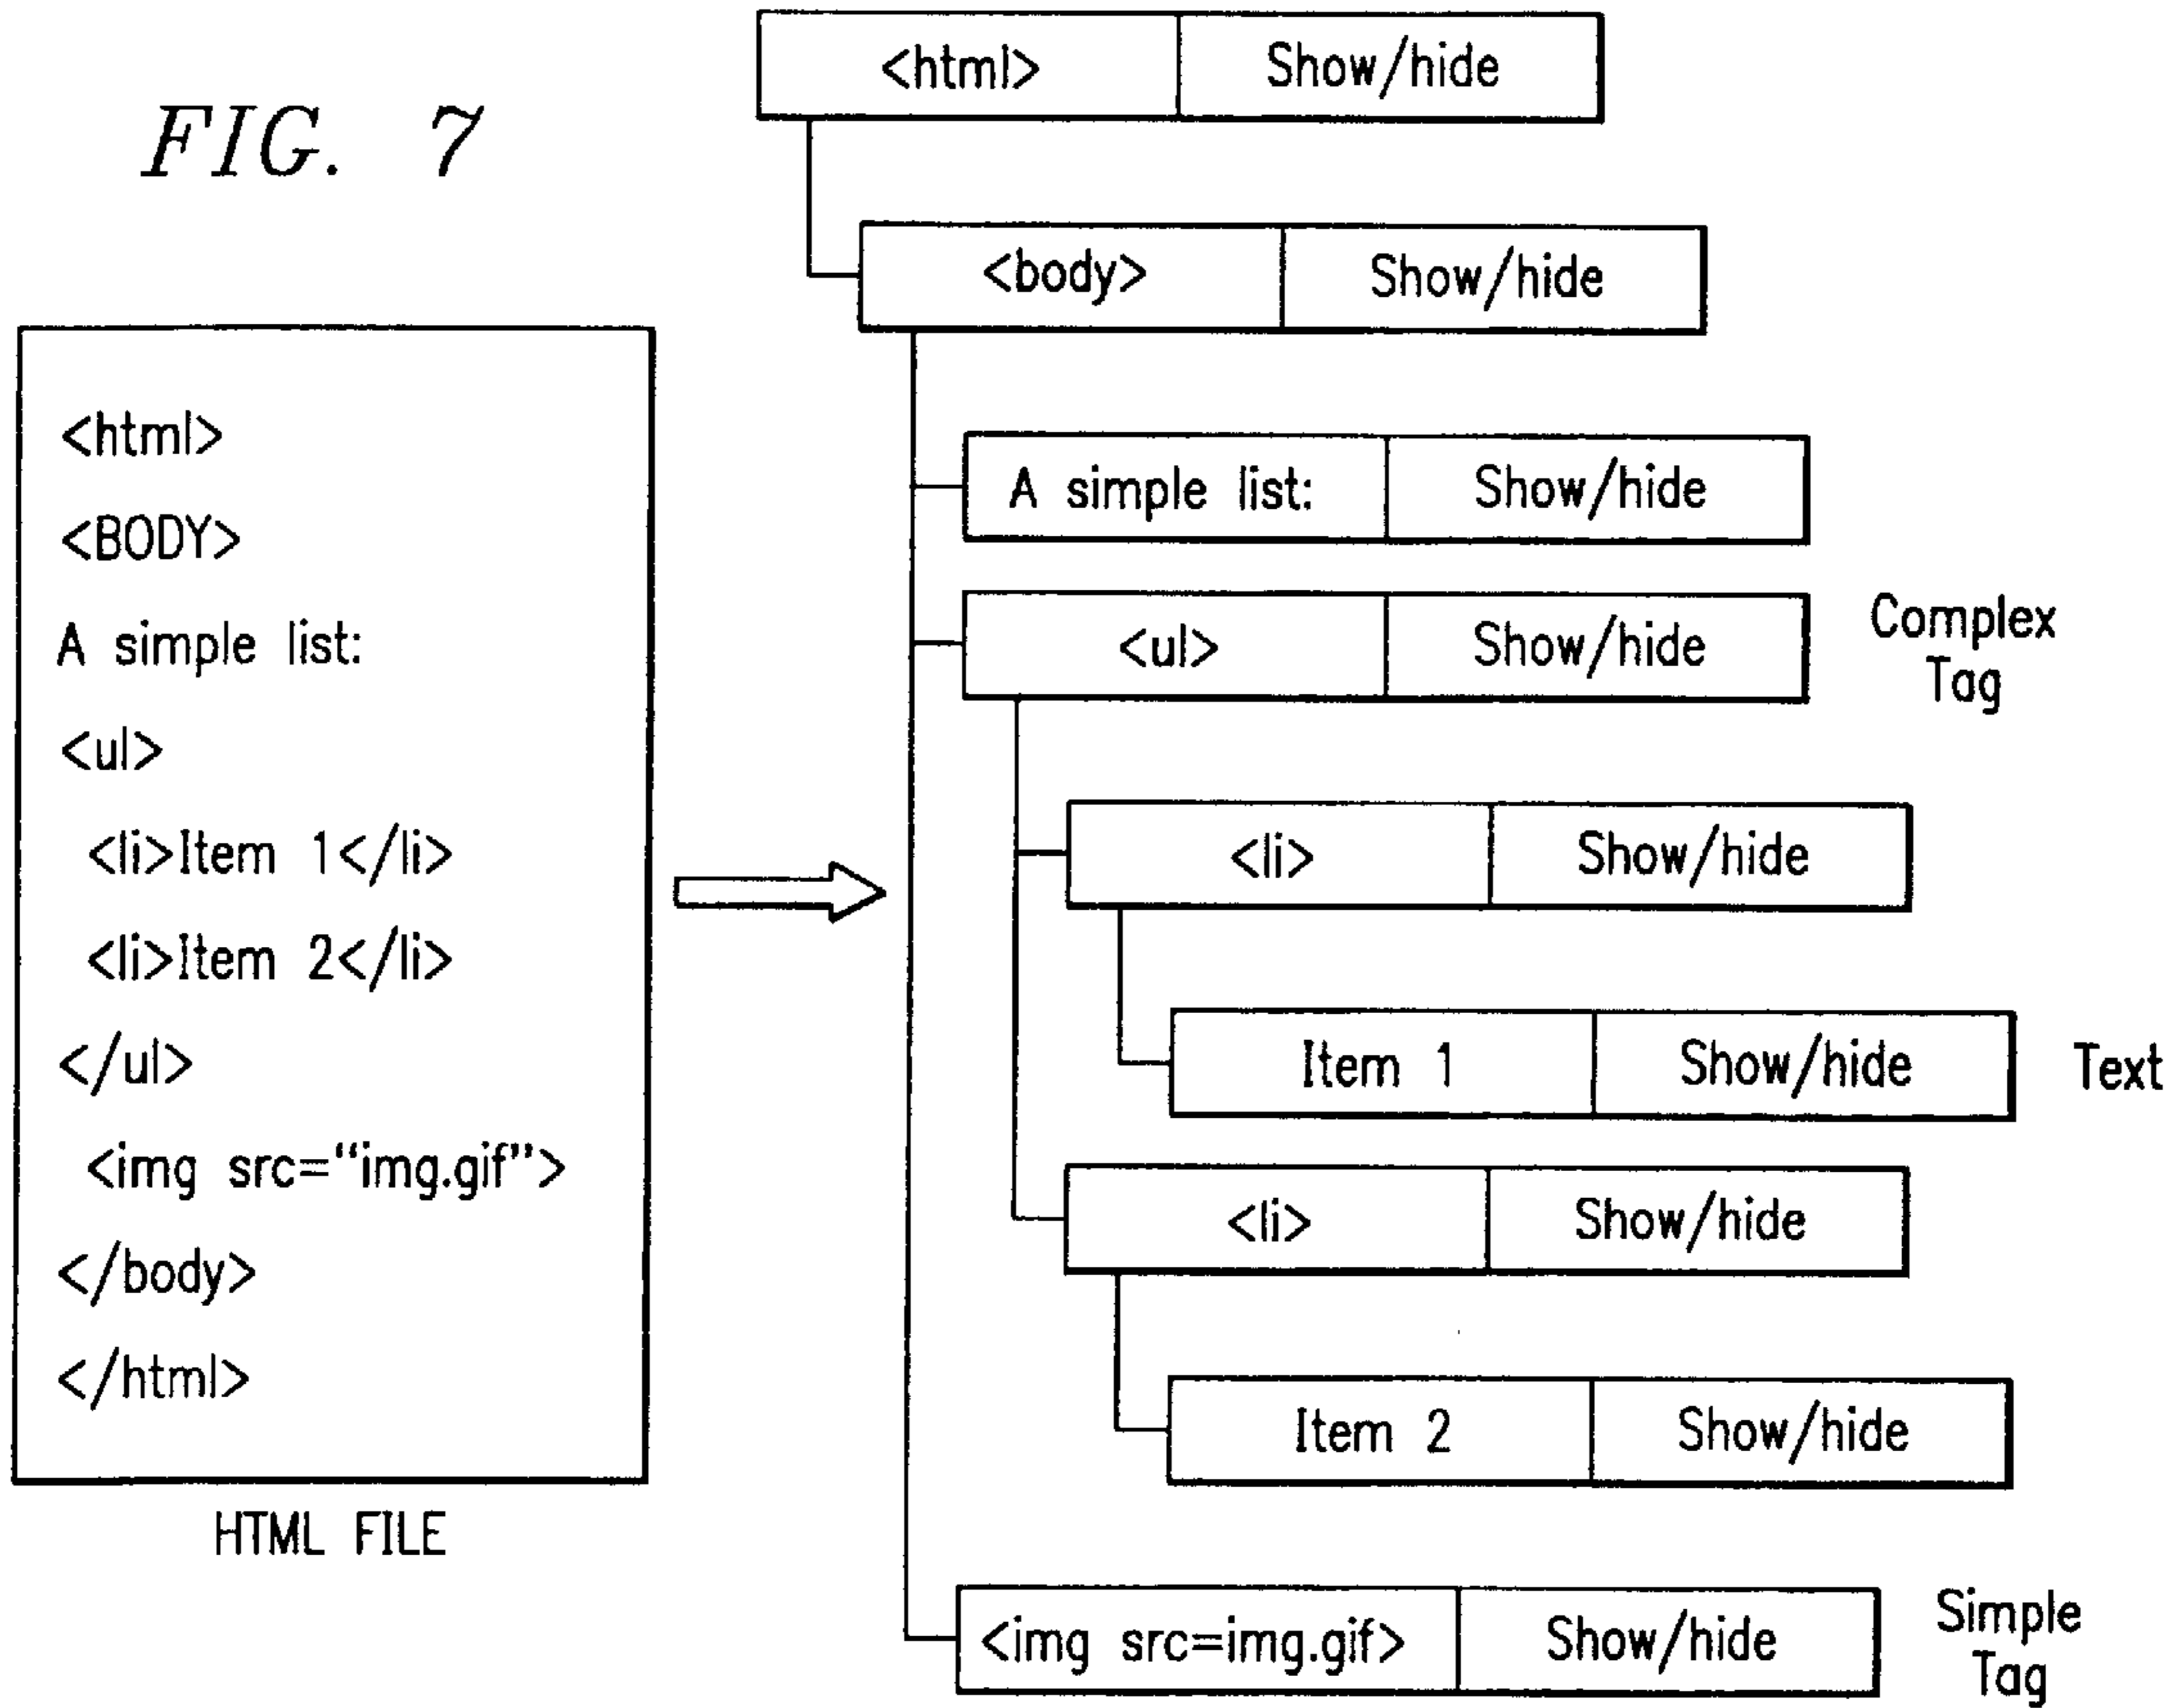 FIG. 7
<html>
<BODY>
A simple list:
<ul>
<li>Item 1</li>
<li>Item 2</li>
</ul>
<img src=“img.gif”>
</body>
</html>
HTML FILE
<html> Show/hide
<body> Show/hide
A simple list: Show/hide
<ul> Show/hide
Complex
Tag
<li> Show/hide
Item 1 Show/hide
Text
<li> Show/hide
Item 2 Show/hide
<img src=img.gif> Show/hide
Simple
Tag